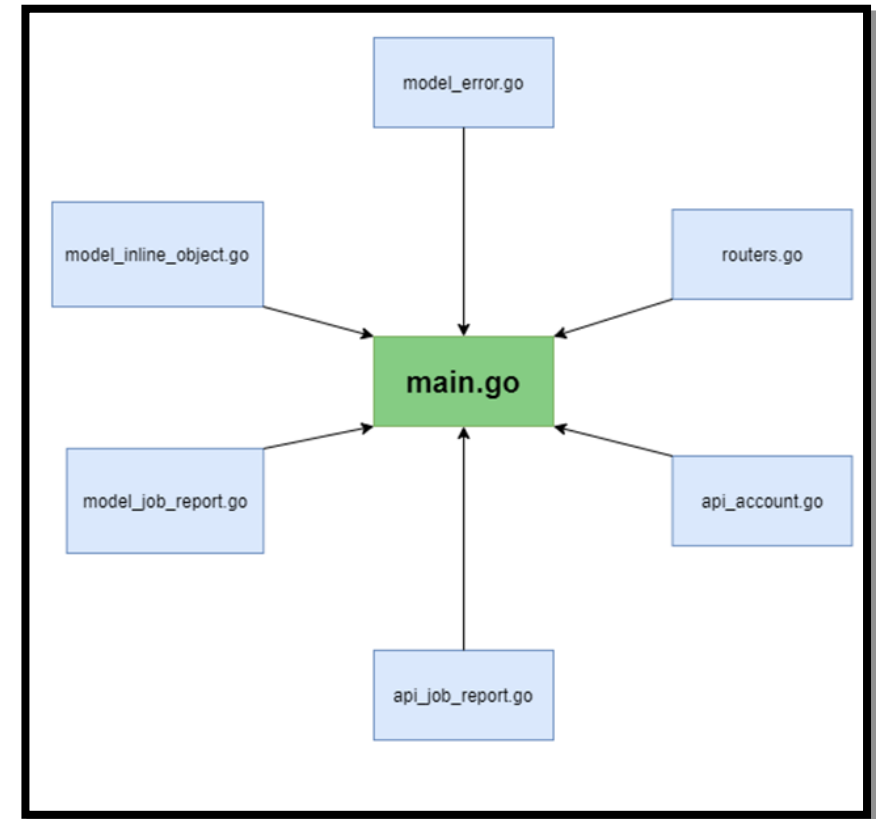 model_error.go
model_inline_object.go
routers.go
main.go
model_job_report.go
api_account.go
api_job_report.go